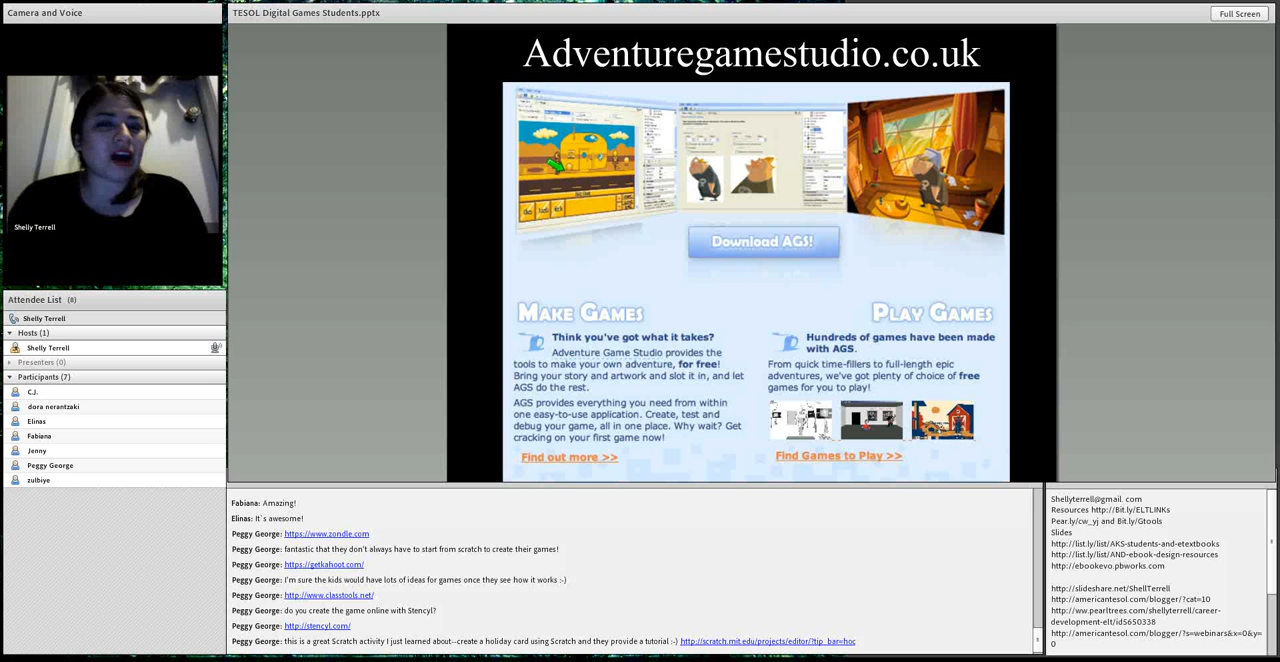 Camera and Voice
Shelly Terrell
Attendee List (8)
Shelly Terrell
Hosts (1)
Shelly Terrell
Presenters (0)
Participants (7)
C.J.
dora nerantzaki
Elinas
Fabiana
Jenny
Peggy George
zulbiye
TESOL Digital Games Students.pptx
Full Screen
Adventuregamestudio.co.uk
Download AGS!
Make Games
Think you've got what it takes?
Adventure Game Studio provides the
tools to make your own adventure, for free!
Bring your story and artwork and slot it in, and let
AGS do the rest.
AGS provides everything you need from within
one easy-to-use application. Create, test and
debug your game, all in one place. Why wait? Get
cracking on your first game now!
Find out more >>
Play Games
Hundreds of games have been made
with AGS.
From quick time-fillers to full-length epic
adventures, we've got plenty of choice of free
games for you to play!
Find Games to Play >>
Fabiana: Amazing!
Elinas: It`s awesome!
Peggy George: https://www.zondle.com
Peggy George: fantastic that they don't always have to start from scratch to create their games!
Peggy George: https://getkahoot.com/
Peggy George: I'm sure the kids would have lots of ideas for games once they see how it works :-)
Peggy George: http://www.classtools.net/
Peggy George: do you create the game online with Stencyl?
Peggy George: http://stencyl.com/
Peggy George: this is a great Scratch activity I just learned about--create a holiday card using Scratch and they provide a tutorial :-) http://scratch.mit.edu/projects/editor/?tip_bar=hoc
Shellyterrell@gmail. com
Resources http://Bit.ly/ELTLINKs
Pear.ly/cw_yj and Bit.ly/Gtools
Slides
http://list.ly/list/AKS-students-and-etextbooks
http://list.ly/list/AND-ebook-design-resources
http://ebookevo.pbworks.com
http://slideshare.net/ShellTerrell
http://americantesol.com/blogger/?cat=10
http://ww.pearltrees.com/shellyterrell/career-
development-elt/id5650338
http://americantesol.com/blogger/?s=webinars&x=0&y=
0